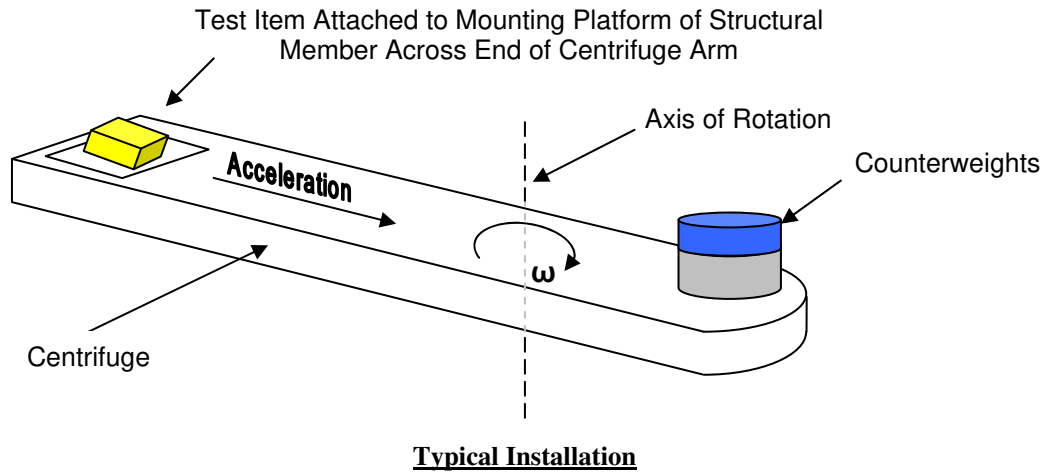 Test Item Attached to Mounting Platform of Structural
Member Across End of Centrifuge Arm
Axis of Rotation
Counterweights
Acceleration
ω
Centrifuge
Typical Installation